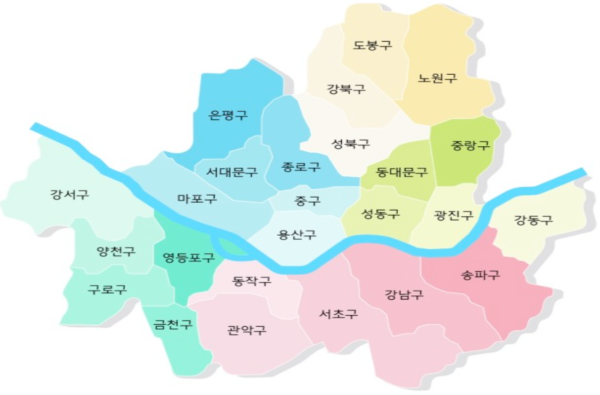 도봉구
노원구
강북구
은평구
성북구
중랑구
서대문구
종로구
동대문구
강서구
마포구
중구
성동구
광진구
강동구
용산구
양천구
영등포구
송파구
동작구
구로구
강남구
서초구
금천구
관악구